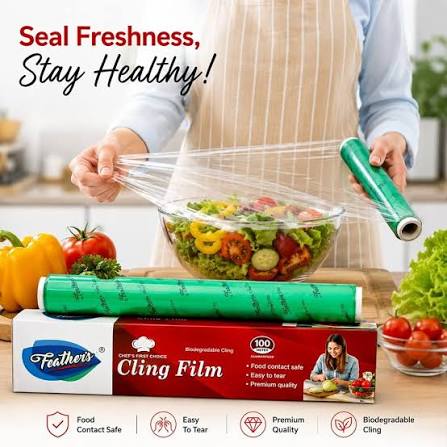 Seal Freshness,
Stay Healthy!
Feather's®
CHEF'S FIRST CHOICE
Cling Film
Biodegradable Cling
100
• Food contact safe
• Easy to tear
• Premium quality
Food
Contact Safe
Easy
To Tear
Premium
Quality
Biodegradable
Cling